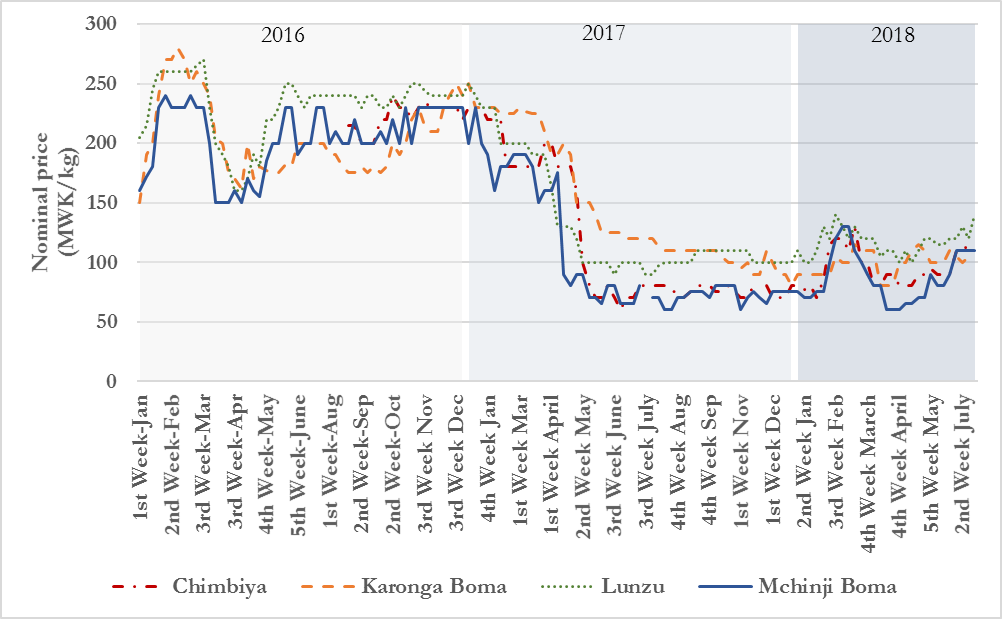 2016
2017
2018
Nominal price
(MWK/kg)
300
250
200
150
100
50
0
1st Week-Jan
2nd Week-Feb
3rd Week-Mar
3rd Week-Apr
4th Week-May
5th Week-June
1st Week-Aug
2nd Week-Sep
2nd Week-Oct
3rd Week Nov
3rd Week Dec
4th Week Jan
1st Week Mar
1st Week April
2nd Week May
3rd Week June
3rd Week July
4th Week Aug
4th Week Sep
1st Week Nov
1st Week Dec
2nd Week Jan
3rd Week Feb
4th Week March
4th Week April
5th Week May
2nd Week July
Chimbiya
Karonga Boma
Lunzu
Mchinji Boma